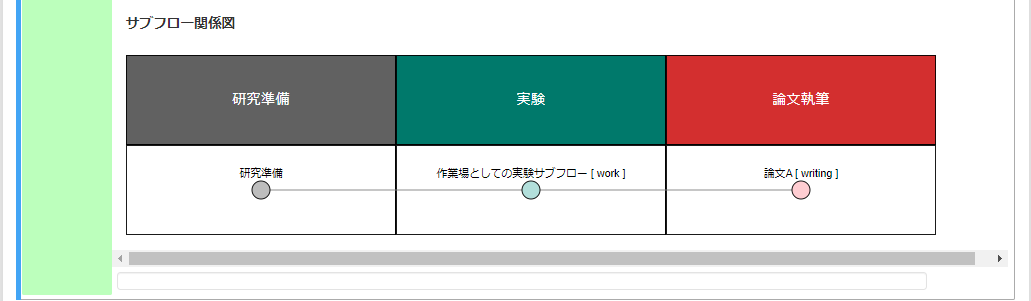 サブフロー関係図
研究準備
実験
論文執筆
研究準備
作業場としての実験サブフロー [ work ]
論文A [ writing ]